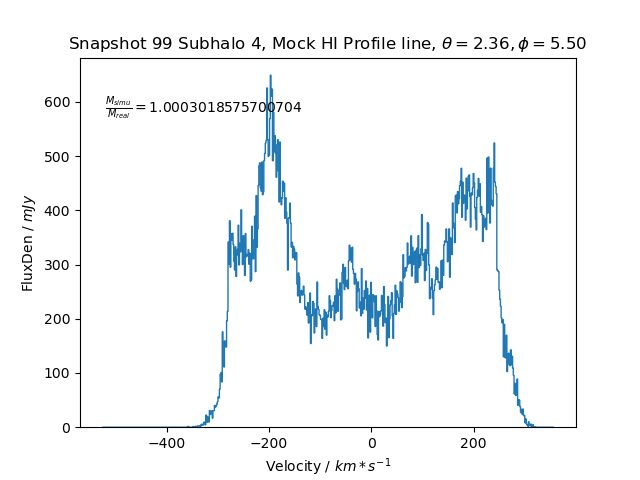 Snapshot 99 Subhalo 4, Mock HI Profile line, θ = 2.36, ϕ = 5.50
M_simu/M_real = 1.0003018575700704
600
500
400
300
200
100
0
FluxDen / mJy
−400 −200 0 200
Velocity / km * s⁻¹